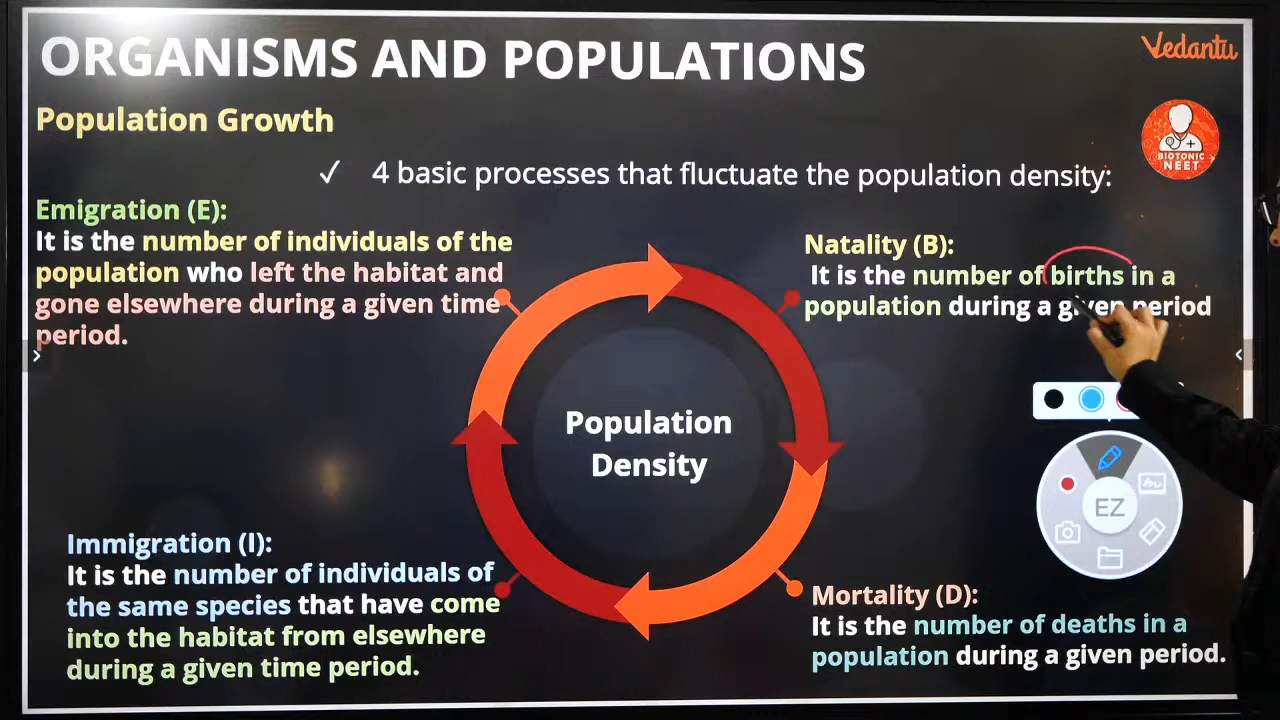 ORGANISMS AND POPULATIONS
Vedantu
Population Growth
BIOTONIC
NEET
✓ 4 basic processes that fluctuate the population density:
Emigration (E):
It is the number of individuals of the
population who left the habitat and
gone elsewhere during a given time
period.
Natality (B):
It is the number of births in a
population during a given period
Population
Density
EZ
Immigration (I):
It is the number of individuals of
the same species that have come
into the habitat from elsewhere
during a given time period.
Mortality (D):
It is the number of deaths in a
population during a given period.